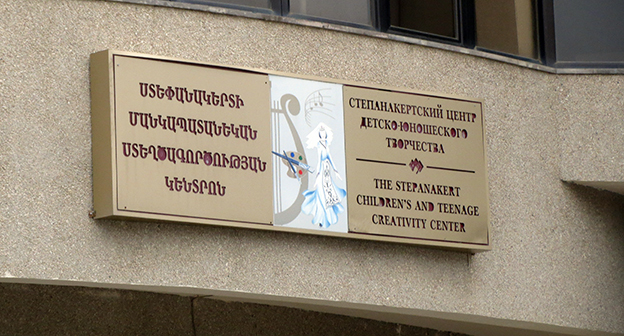 ՍՏԵՓԱՆԱԿԵՐՏԻ
ՄԱՆԿԱՊԱՏԱՆԵԿԱՆ
ՍՏԵՂԾԱԳՈՐԾՈՒԹՅԱՆ
ԿԵՆՏՐՈՆ
СТЕПАНАКЕРТСКИЙ ЦЕНТР
ДЕТСКО-ЮНОШЕСКОГО
ТВОРЧЕСТВА
THE STEPANAKERT
CHILDREN'S AND TEENAGE
CREATIVITY CENTER